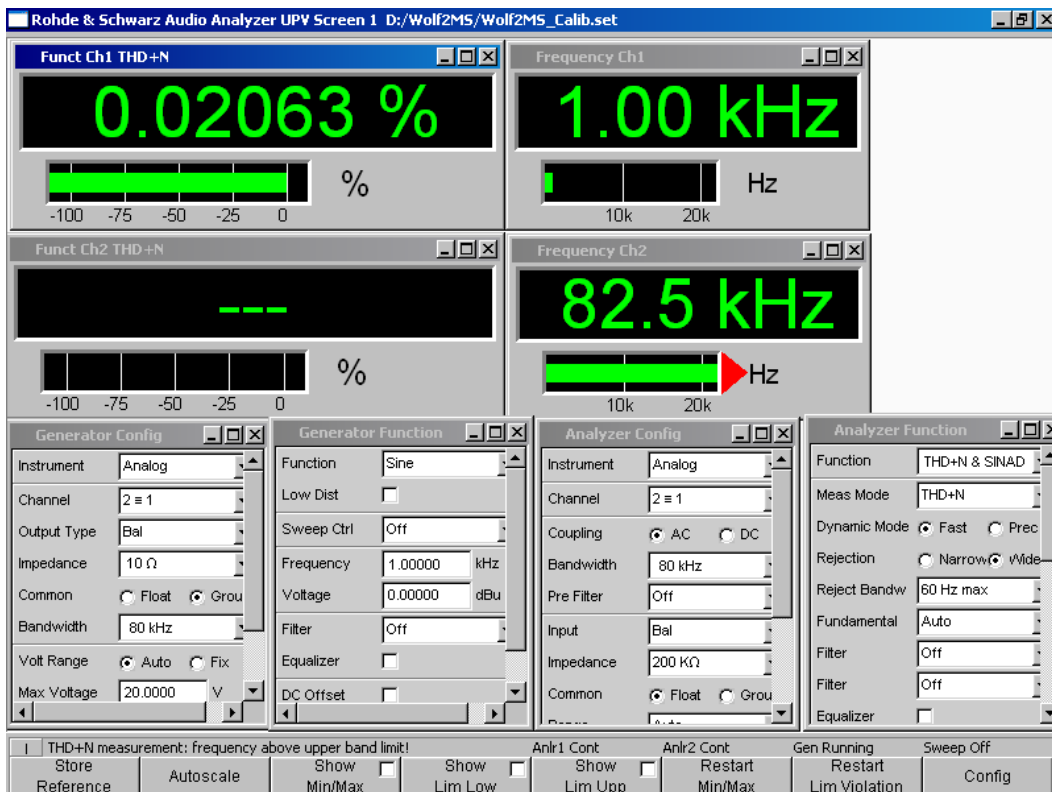 Rohde & Schwarz Audio Analyzer UPV Screen 1 D:/Wolf2MS/Wolf2MS_Calib.set
Funct Ch1 THD+N
0.02063 %
%
-100 -75 -50 -25 0
Frequency Ch1
1.00 kHz
Hz
10k 20k
Funct Ch2 THD+N
---
%
-100 -75 -50 -25 0
Frequency Ch2
82.5 kHz
Hz
10k 20k
Generator Config
Instrument Analog
Channel 2 ≡ 1
Output Type Bal
Impedance 10 Ω
Common Float Grou
Bandwidth 80 kHz
Volt Range Auto Fix
Max Voltage 20.0000 V
Generator Function
Function Sine
Low Dist
Sweep Ctrl Off
Frequency 1.00000 kHz
Voltage 0.00000 dBu
Filter Off
Equalizer
DC Offset
Analyzer Config
Instrument Analog
Channel 2 ≡ 1
Coupling AC DC
Bandwidth 80 kHz
Pre Filter Off
Input Bal
Impedance 200 KΩ
Common Float Grou
Analyzer Function
Function THD+N & SINAD
Meas Mode THD+N
Dynamic Mode Fast Prec
Rejection Narrow Wide
Reject Bandw 60 Hz max
Fundamental Auto
Filter Off
Filter Off
Equalizer
I THD+N measurement: frequency above upper band limit! Anlr1 Cont Anlr2 Cont Gen Running Sweep Off
Store Reference
Autoscale
Show Min/Max
Show Lim Low
Show Lim Upp
Restart Min/Max
Restart Lim Violation
Config